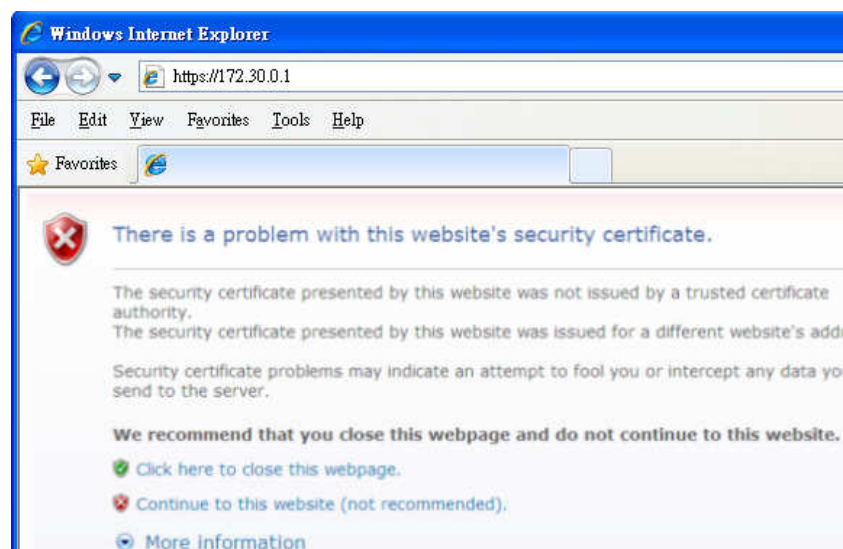 Windows Internet Explorer
https://172.30.0.1
File Edit View Favorites Tools Help
Favorites
There is a problem with this website's security certificate.
The security certificate presented by this website was not issued by a trusted certificate
authority.
The security certificate presented by this website was issued for a different website's addr
Security certificate problems may indicate an attempt to fool you or intercept any data yo
send to the server.
We recommend that you close this webpage and do not continue to this website.
Click here to close this webpage.
Continue to this website (not recommended).
More information